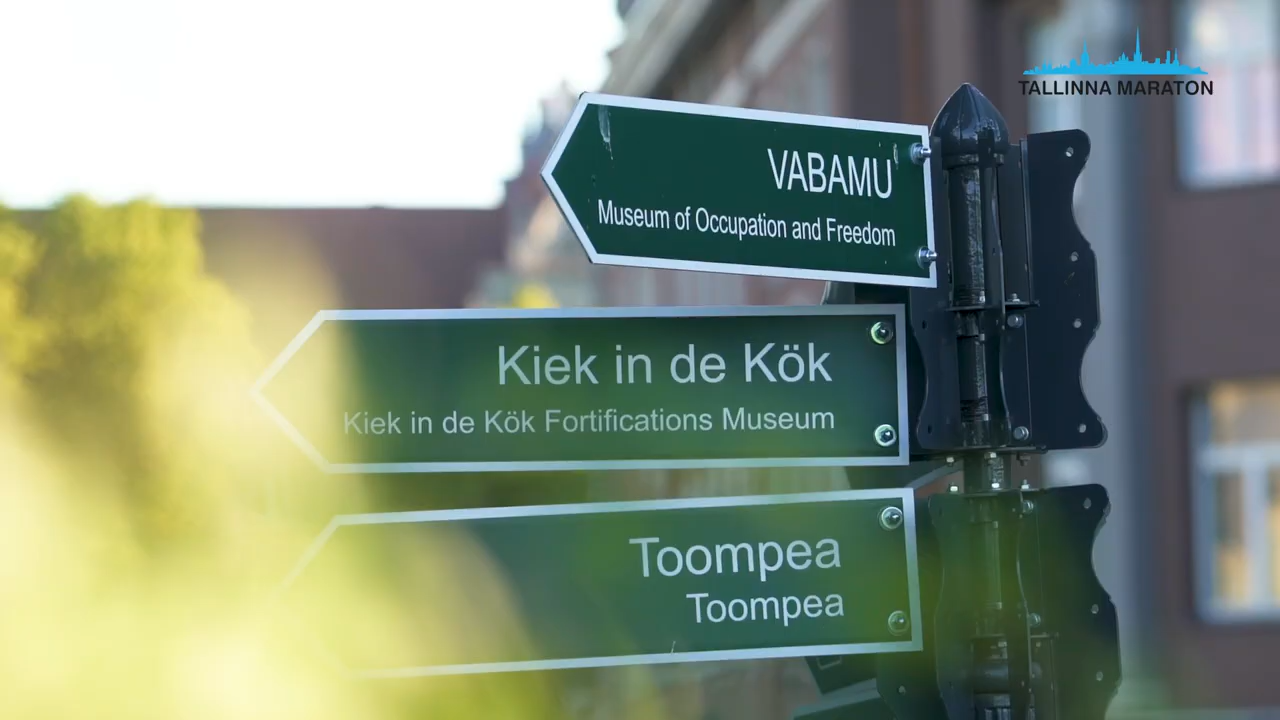 TALLINNA MARATON
VABAMU
Museum of Occupation and Freedom
Kiek in de Kök
Kiek in de Kök Fortifications Museum
Toompea
Toompea